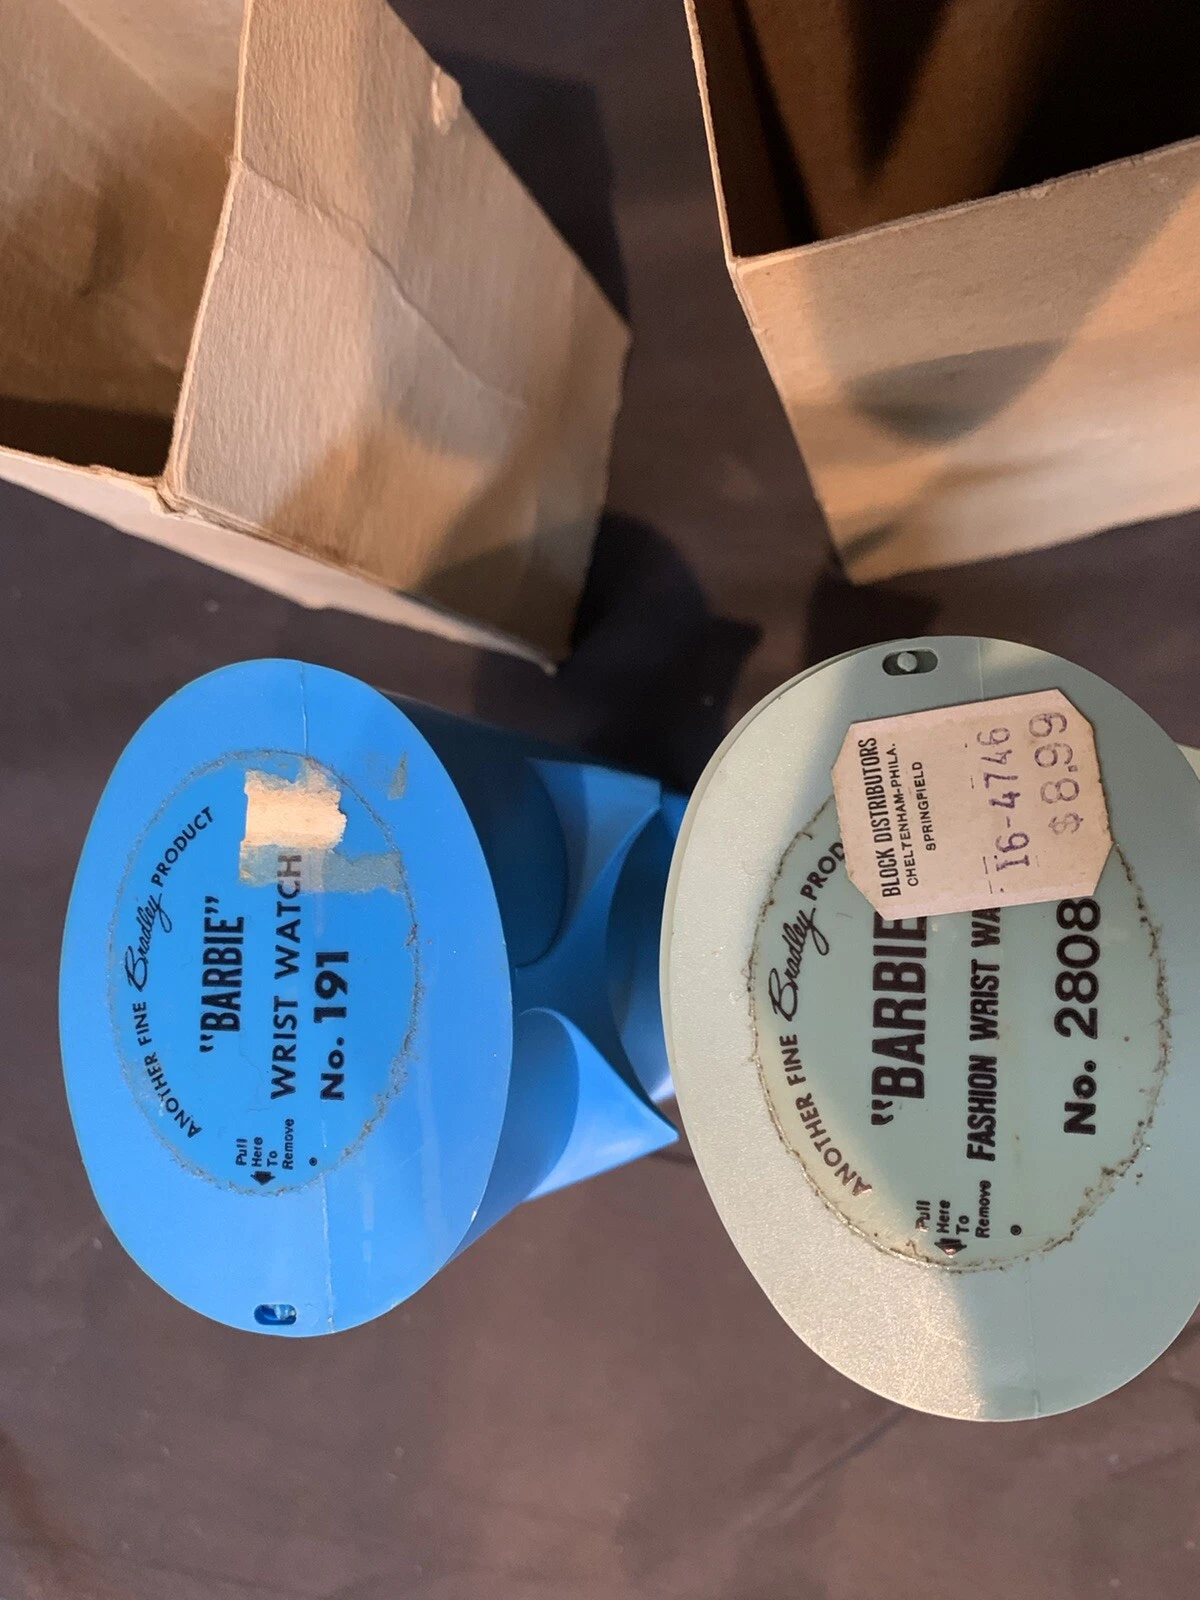 ANOTHER FINE Bradley PRODUCT
"BARBIE"
WRIST WATCH
No. 191
Pull
Here
To
Remove
BLOCK DISTRIBUTORS
CHELTENHAM-PHILA.
SPRINGFIELD
16-4746
$8.99
ANOTHER FINE Bradley PROD
"BARBIE
FASHION WRIST WA
No. 2808
Pull
Here
To
Remove